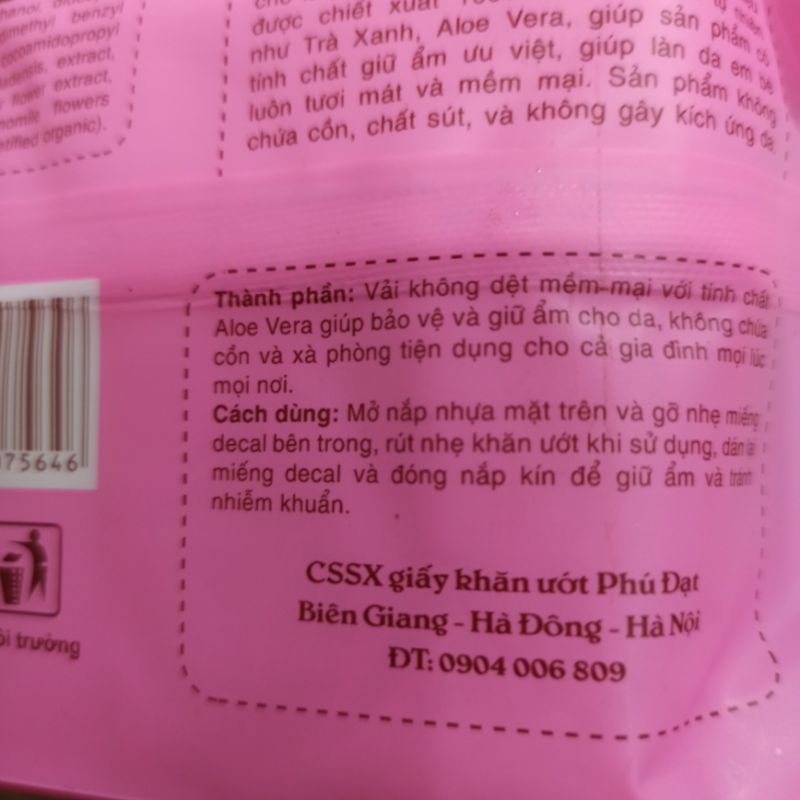 dimethyl benzyl
cocoamidopropyl
extract,
flower extract,
flowers
organic).
được chiết xuất
như Trà Xanh, Aloe Vera, giúp sản phẩm có
tính chất giữ ẩm ưu việt, giúp làn da em bé
luôn tươi mát và mềm mại. Sản phẩm không
chứa cồn, chất sút, và không gây kích ứng da
Thành phần: Vải không dệt mềm mại với tính chất
Aloe Vera giúp bảo vệ và giữ ẩm cho da, không chứa
cồn và xà phòng tiện dụng cho cả gia đình mọi lúc
mọi nơi.
Cách dùng: Mở nắp nhựa mặt trên và gỡ nhẹ miếng
decal bên trong, rút nhẹ khăn ướt khi sử dụng, dán lại
miếng decal và đóng nắp kín để giữ ẩm và tránh
nhiễm khuẩn.
75646
trường
CSSX giấy khăn ướt Phú Đạt
Biên Giang - Hà Đông - Hà Nội
ĐT: 0904 006 809